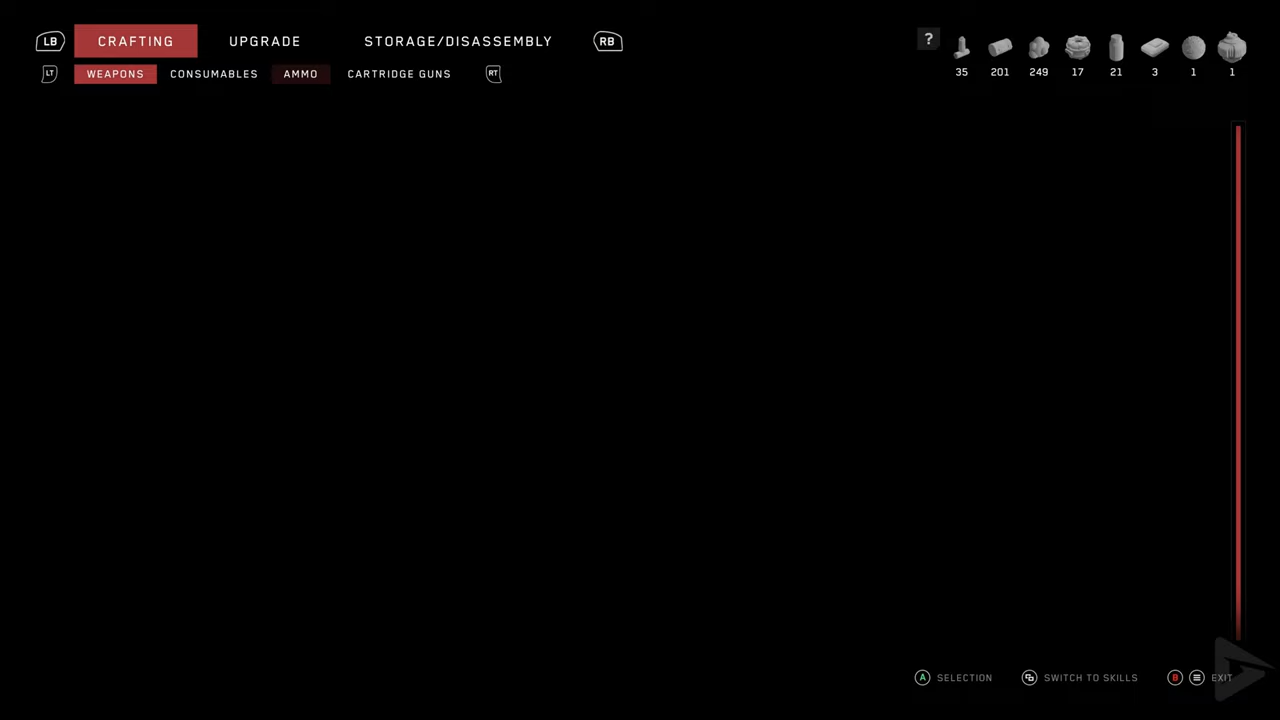 LB CRAFTING UPGRADE STORAGE/DISASSEMBLY RB ?
LT WEAPONS CONSUMABLES AMMO CARTRIDGE GUNS RT
35 201 249 17 21 3 1 1
A SELECTION SWITCH TO SKILLS B EXIT